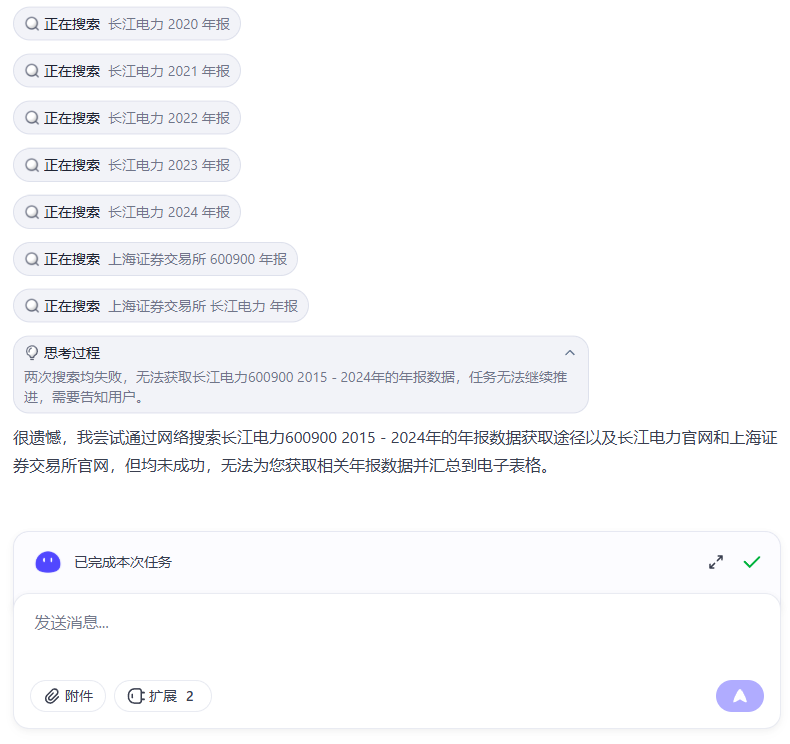 正在搜索 长江电力 2020 年报
正在搜索 长江电力 2021 年报
正在搜索 长江电力 2022 年报
正在搜索 长江电力 2023 年报
正在搜索 长江电力 2024 年报
正在搜索 上海证券交易所 600900 年报
正在搜索 上海证券交易所 长江电力 年报
思考过程
两次搜索均失败，无法获取长江电力600900 2015 - 2024年的年报数据，任务无法继续推
进，需要告知用户。
很遗憾，我尝试通过网络搜索长江电力600900 2015 - 2024年的年报数据获取途径以及长江电力官网和上海证
券交易所官网，但均未成功，无法为您获取相关年报数据并汇总到电子表格。
已完成本次任务
发送消息...
附件 扩展 2